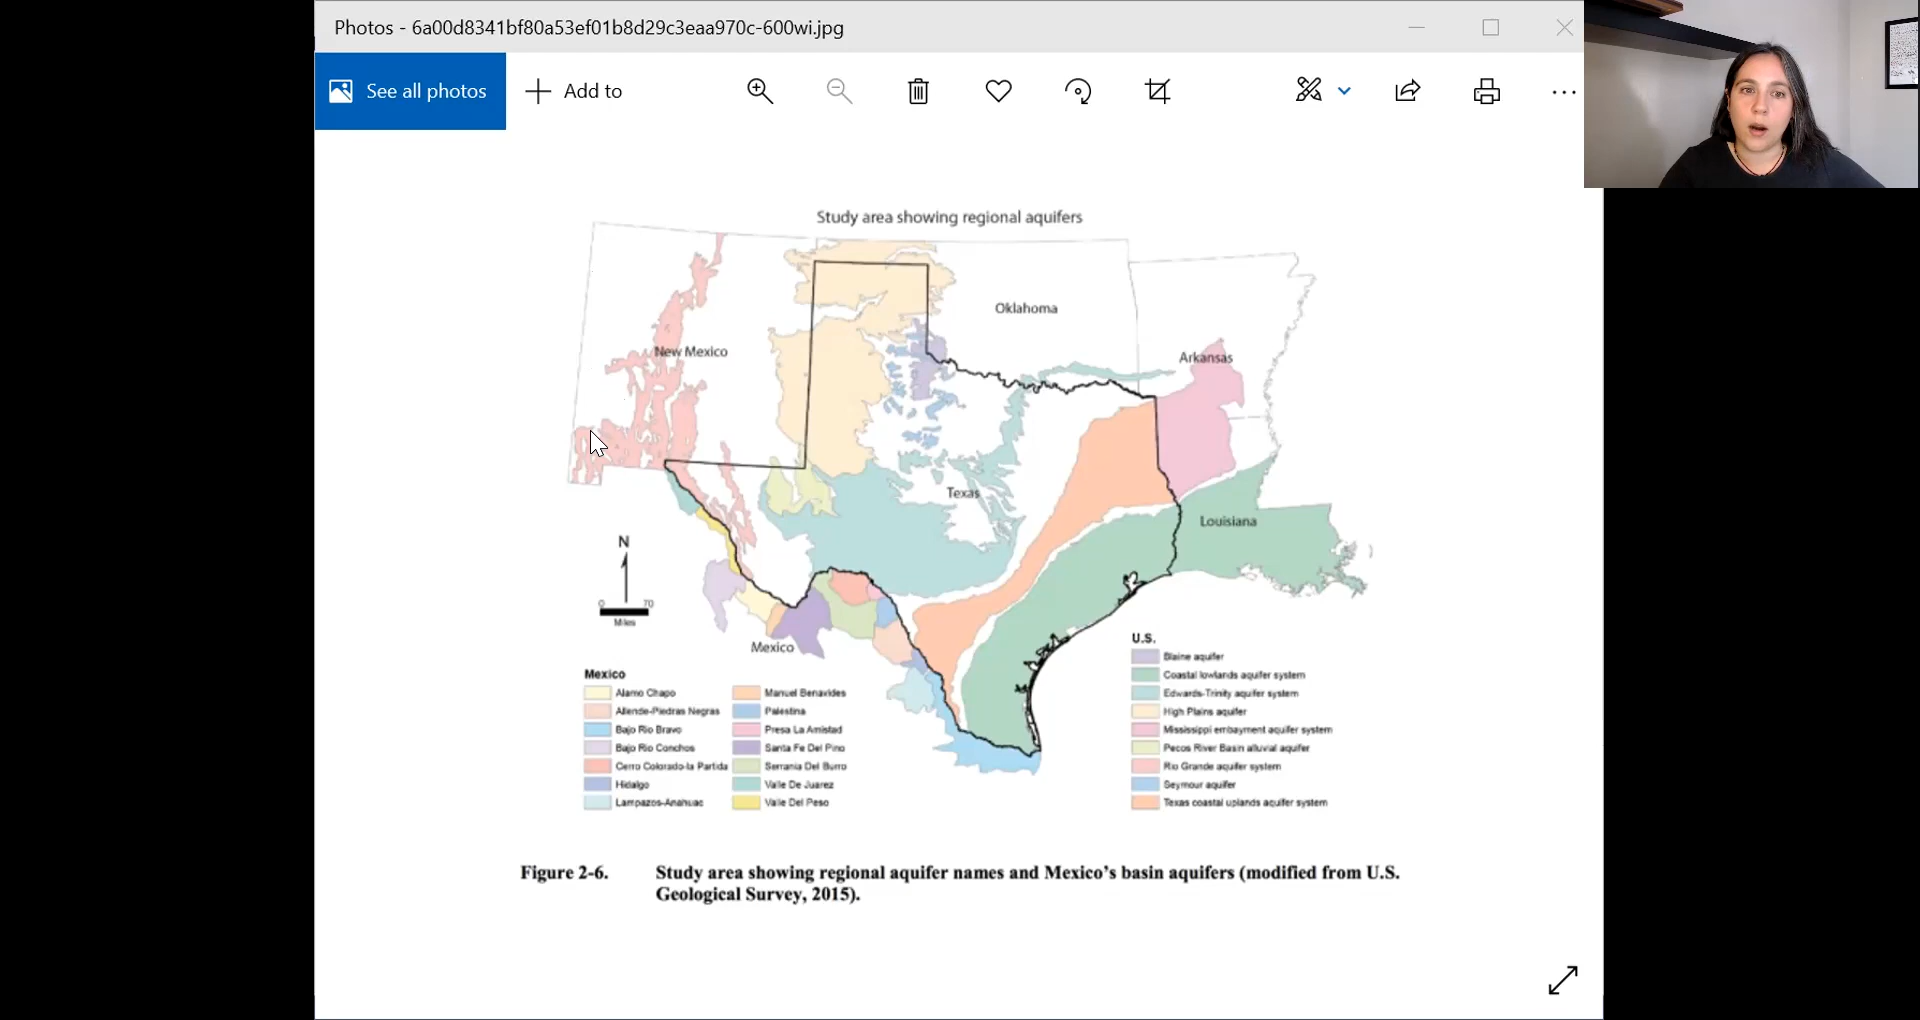 Photos - 6a00d8341bf80a53ef01b8d29c3eaa970c-600wi.jpg
See all photos
Add to
Study area showing regional aquifers
Oklahoma
New Mexico
Arkansas
Texas
Louisiana
N
0 70
Miles
Mexico
Mexico
Alamo Chapo
Allende-Piedras Negras
Bajo Rio Bravo
Bajo Rio Conchos
Cerro Colorado-la Partida
Hidalgo
Lampazos-Anahuac
Manuel Benavides
Palestina
Presa La Amistad
Santa Fe Del Pino
Serrania Del Burro
Valle De Juarez
Valle Del Peso
U.S.
Blaine aquifer
Coastal lowlands aquifer system
Edwards-Trinity aquifer system
High Plains aquifer
Mississippi embayment aquifer system
Pecos River Basin alluvial aquifer
Rio Grande aquifer system
Seymour aquifer
Texas coastal uplands aquifer system
Figure 2-6. Study area showing regional aquifer names and Mexico's basin aquifers (modified from U.S.
Geological Survey, 2015).